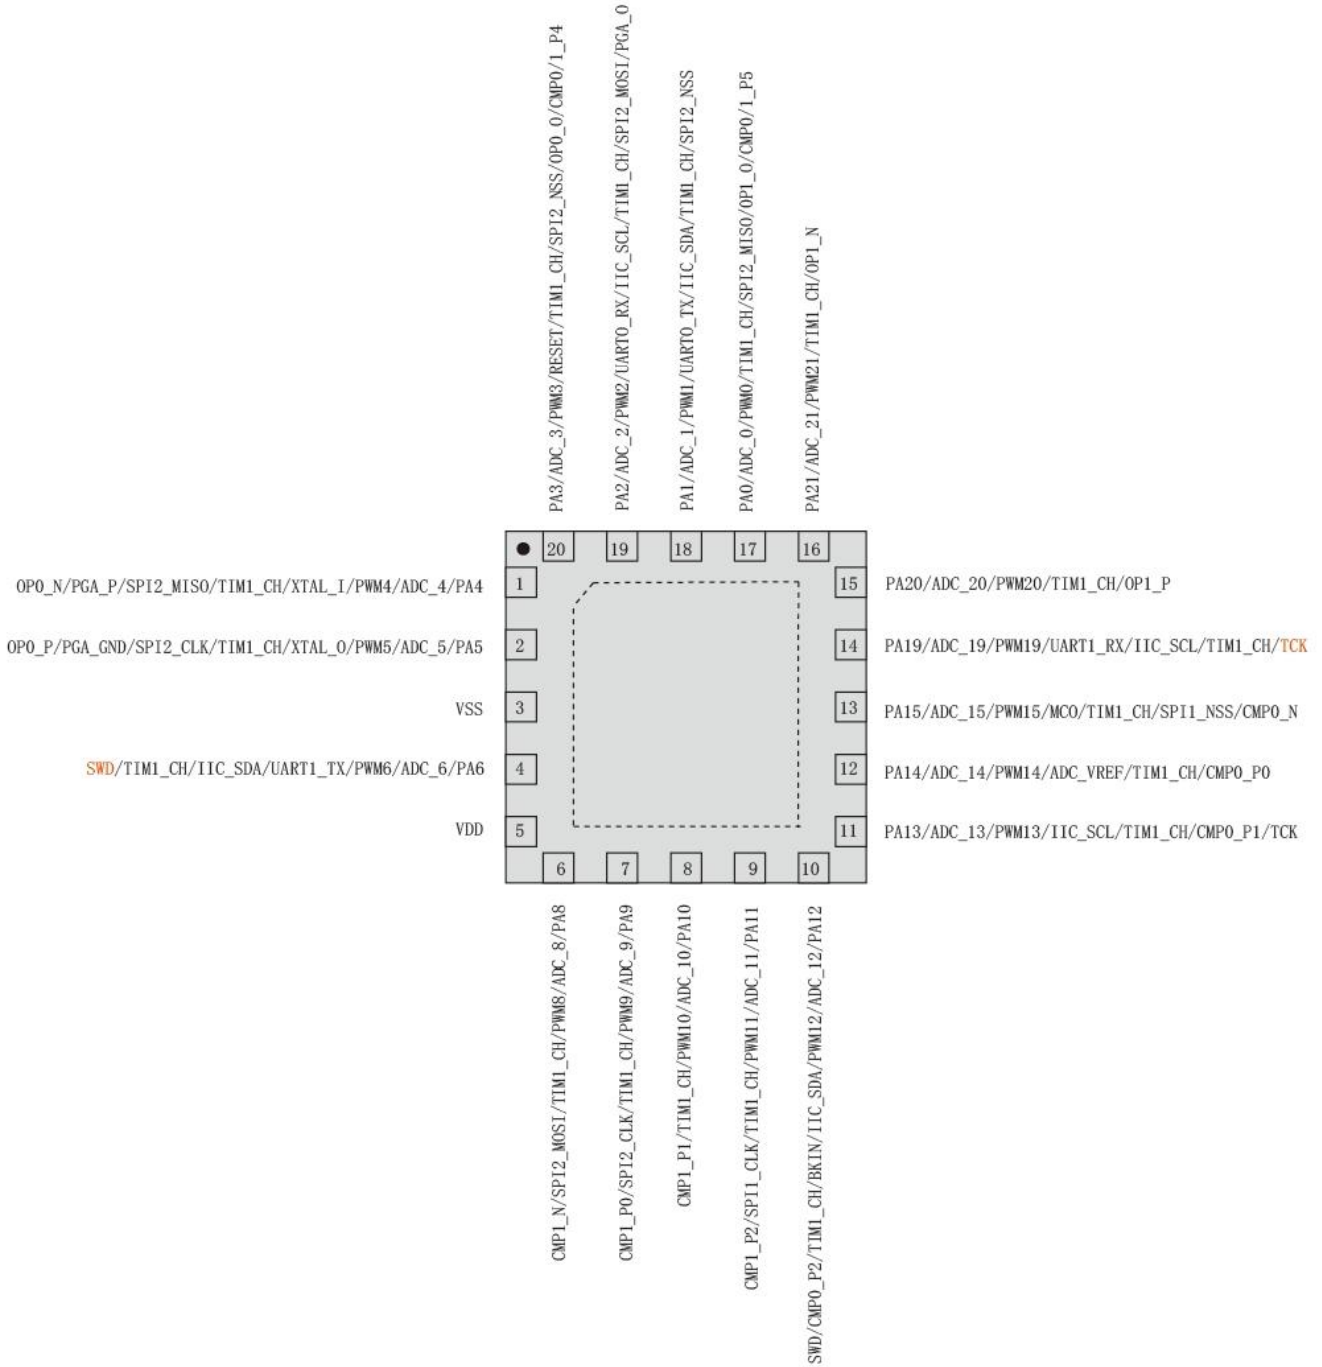 PA3/ADC_3/PWM3/RESET/TIM1_CH/SPI2_NSS/OP0_O/CMP0/1_P4
PA2/ADC_2/PWM2/UART0_RX/IIC_SCL/TIM1_CH/SPI2_MOSI/PGA_O
PA1/ADC_1/PWM1/UART0_TX/IIC_SDA/TIM1_CH/SPI2_NSS
PA0/ADC_0/PWM0/TIM1_CH/SPI2_MISO/OP1_O/CMP0/1_P5
PA21/ADC_21/PWM21/TIM1_CH/OP1_N
20 19 18 17 16
OP0_N/PGA_P/SPI2_MISO/TIM1_CH/XTAL_I/PWM4/ADC_4/PA4 1
15 PA20/ADC_20/PWM20/TIM1_CH/OP1_P
OP0_P/PGA_GND/SPI2_CLK/TIM1_CH/XTAL_O/PWM5/ADC_5/PA5 2
14 PA19/ADC_19/PWM19/UART1_RX/IIC_SCL/TIM1_CH/TCK
VSS 3
13 PA15/ADC_15/PWM15/MCO/TIM1_CH/SPI1_NSS/CMP0_N
SWD/TIM1_CH/IIC_SDA/UART1_TX/PWM6/ADC_6/PA6 4
12 PA14/ADC_14/PWM14/ADC_VREF/TIM1_CH/CMP0_P0
VDD 5
11 PA13/ADC_13/PWM13/IIC_SCL/TIM1_CH/CMP0_P1/TCK
6 7 8 9 10
CMP1_N/SPI2_MOSI/TIM1_CH/PWM8/ADC_8/PA8
CMP1_P0/SPI2_CLK/TIM1_CH/PWM9/ADC_9/PA9
CMP1_P1/TIM1_CH/PWM10/ADC_10/PA10
CMP1_P2/SPI1_CLK/TIM1_CH/PWM11/ADC_11/PA11
SWD/CMP0_P2/TIM1_CH/BKIN/IIC_SDA/PWM12/ADC_12/PA12